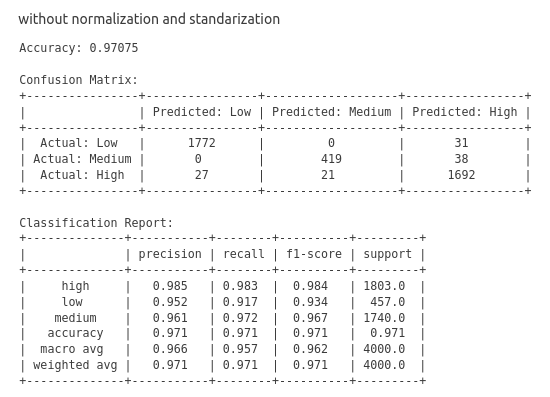 without normalization and standarization
Accuracy: 0.97075
Confusion Matrix:
+----------------+----------------+-------------------+-----------------+
|                | Predicted: Low | Predicted: Medium | Predicted: High |
+----------------+----------------+-------------------+-----------------+
|  Actual: Low   |      1772      |         0         |       31        |
| Actual: Medium |       0        |        419        |       38        |
|  Actual: High  |       27       |        21         |      1692       |
+----------------+----------------+-------------------+-----------------+
Classification Report:
+--------------+-----------+--------+----------+---------+
|              | precision | recall | f1-score | support |
+--------------+-----------+--------+----------+---------+
|     high     |   0.985   | 0.983  |  0.984   | 1803.0  |
|     low      |   0.952   | 0.917  |  0.934   |  457.0  |
|    medium    |   0.961   | 0.972  |  0.967   | 1740.0  |
|   accuracy   |   0.971   | 0.971  |  0.971   |  0.971  |
|  macro avg   |   0.966   | 0.957  |  0.962   | 4000.0  |
| weighted avg |   0.971   | 0.971  |  0.971   | 4000.0  |
+--------------+-----------+--------+----------+---------+